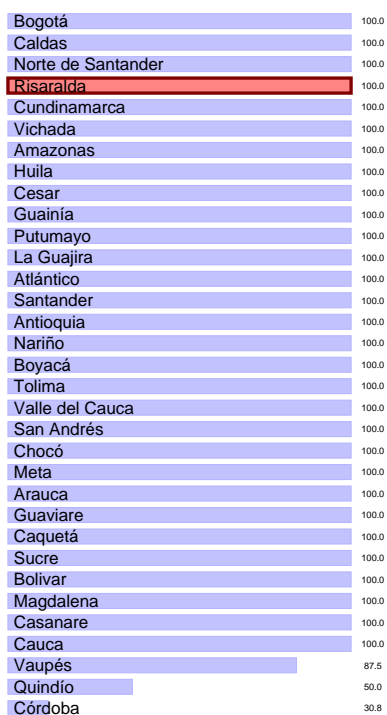 Bogotá 100.0
Caldas 100.0
Norte de Santander 100.0
Risaralda 100.0
Cundinamarca 100.0
Vichada 100.0
Amazonas 100.0
Huila 100.0
Cesar 100.0
Guainía 100.0
Putumayo 100.0
La Guajira 100.0
Atlántico 100.0
Santander 100.0
Antioquia 100.0
Nariño 100.0
Boyacá 100.0
Tolima 100.0
Valle del Cauca 100.0
San Andrés 100.0
Chocó 100.0
Meta 100.0
Arauca 100.0
Guaviare 100.0
Caquetá 100.0
Sucre 100.0
Bolivar 100.0
Magdalena 100.0
Casanare 100.0
Cauca 100.0
Vaupés 87.5
Quindío 50.0
Córdoba 30.8